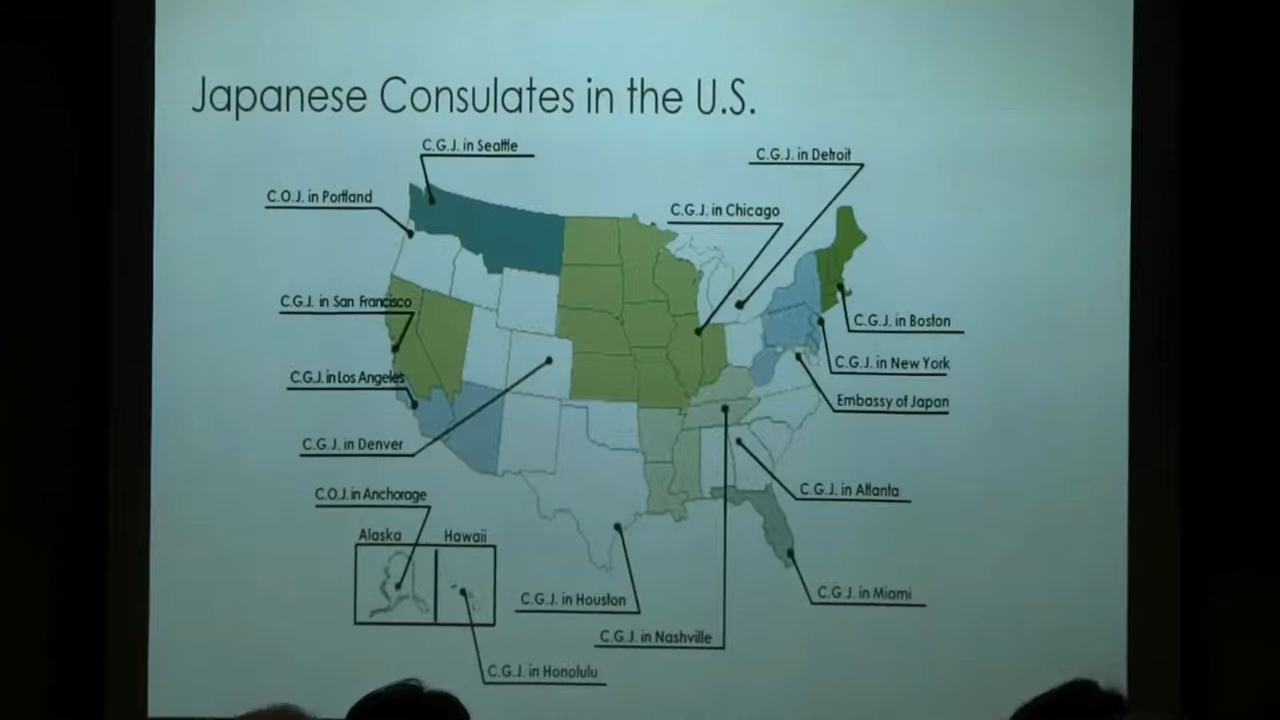 Japanese Consulates in the U.S.
C.G.J. in Seattle
C.G.J. in Detroit
C.O.J. in Portland
C.G.J. in Chicago
C.G.J. in San Francisco
C.G.J. in Boston
C.G.J. in New York
C.G.J. in Los Angeles
Embassy of Japan
C.G.J. in Denver
C.G.J. in Atlanta
C.O.J. in Anchorage
Alaska
Hawaii
C.G.J. in Houston
C.G.J. in Miami
C.G.J. in Nashville
C.G.J. in Honolulu